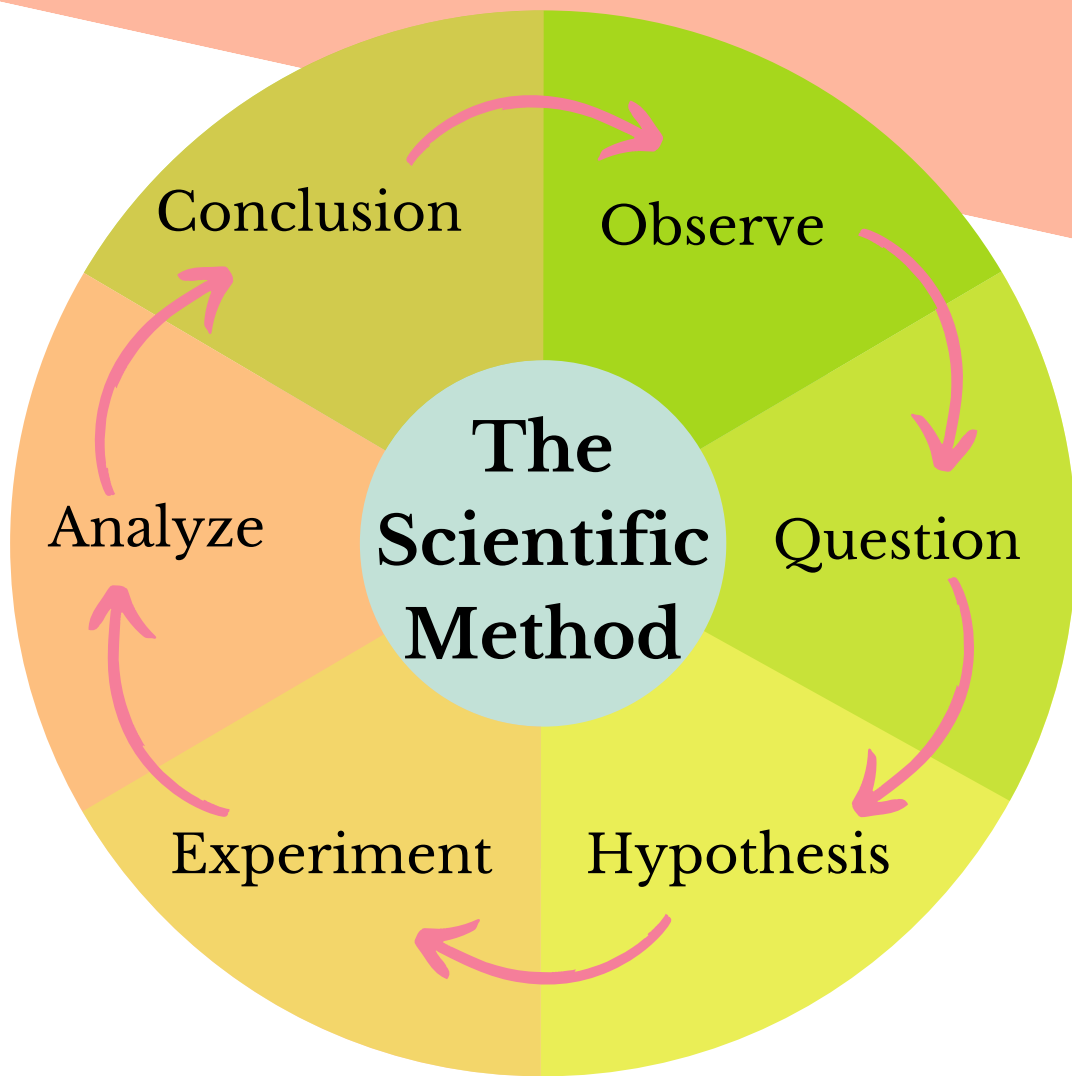 The
Scientific
Method
Observe
Question
Hypothesis
Experiment
Analyze
Conclusion